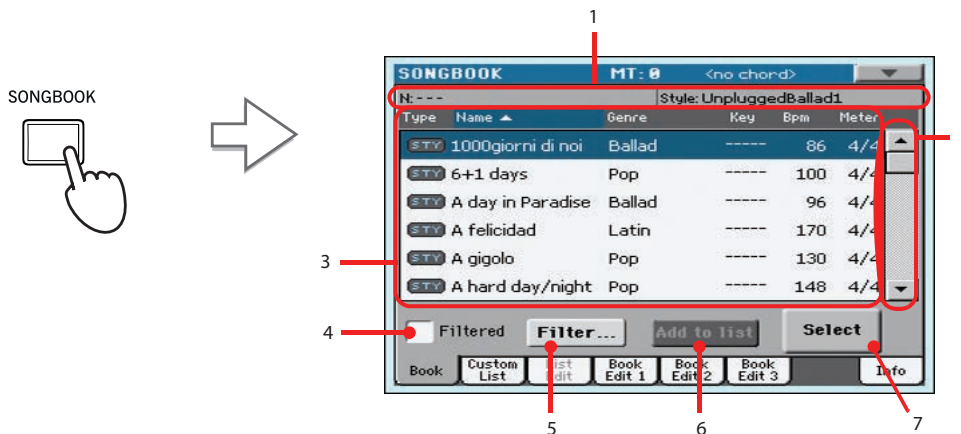 1
SONGBOOK
SONGBOOK MT: 0 <no chord>
N: --- Style: UnpluggedBallad1
Type Name Genre Key Bpm Meter
STY 1000giorni di noi Ballad ----- 86 4/4
STY 6+1 days Pop ----- 100 4/4
STY A day in Paradise Ballad ----- 96 4/4
STY A felicidad Latin ----- 170 4/4
STY A gigolo Pop ----- 130 4/4
STY A hard day/night Pop ----- 148 4/4
3
4
Filtered Filter... Add to list Select
Book Custom List List Edit Book Edit 1 Book Edit 2 Book Edit 3 Info
5
6
7